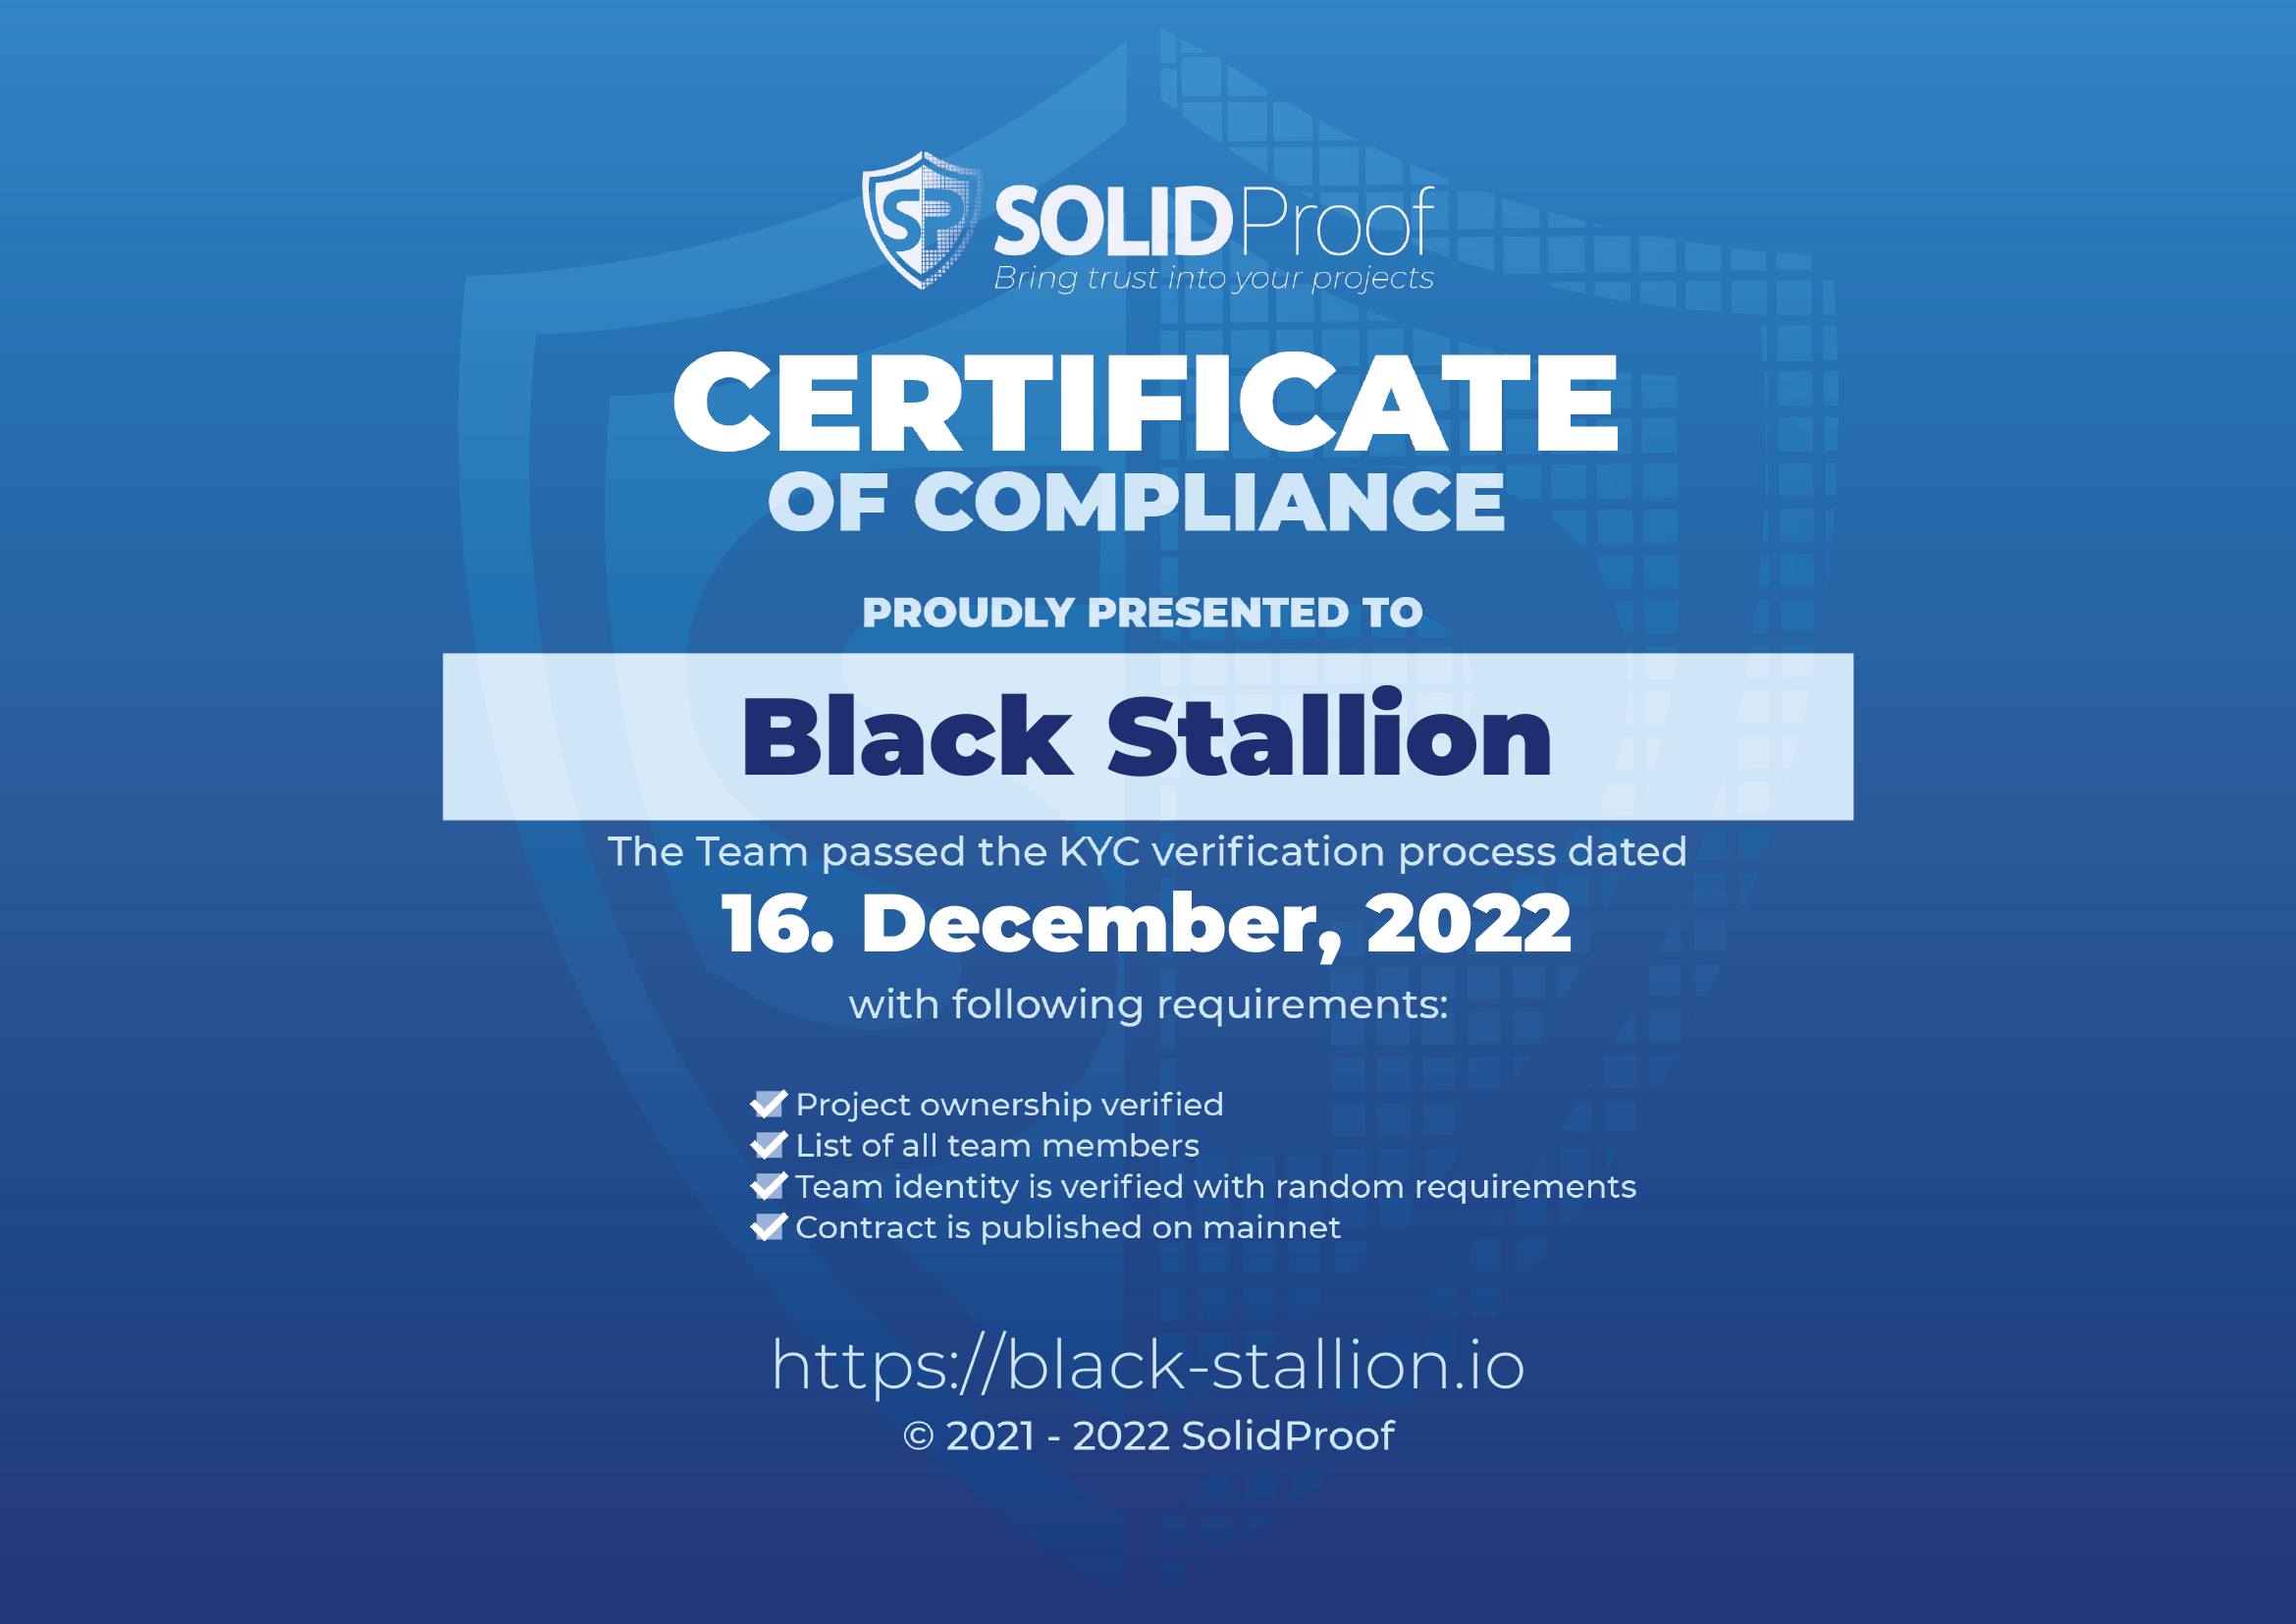 SP SOLIDProof
Bring trust into your projects
CERTIFICATE
OF COMPLIANCE
PROUDLY PRESENTED TO
Black Stallion
The Team passed the KYC verification process dated
16. December, 2022
with following requirements:
Project ownership verified
List of all team members
Team identity is verified with random requirements
Contract is published on mainnet
https://black-stallion.io
© 2021 - 2022 SolidProof